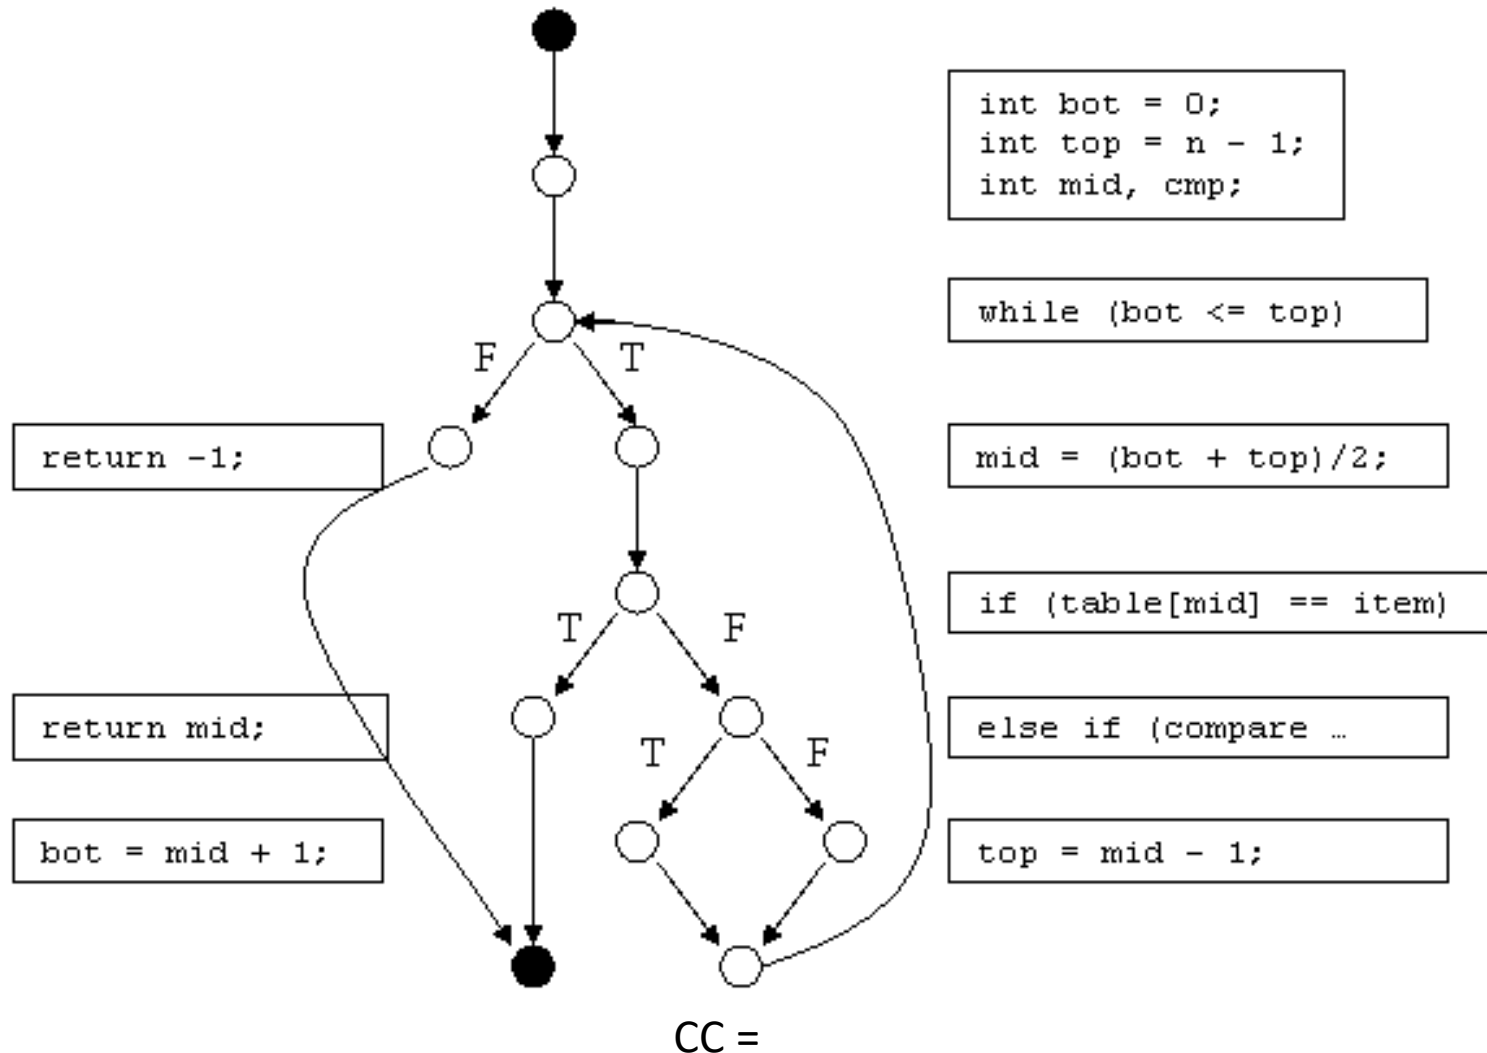 int bot = 0;
int top = n - 1;
int mid, cmp;
while (bot <= top)
F
T
return -1;
mid = (bot + top)/2;
if (table[mid] == item)
T
F
return mid;
else if (compare …
T
F
bot = mid + 1;
top = mid - 1;
CC =